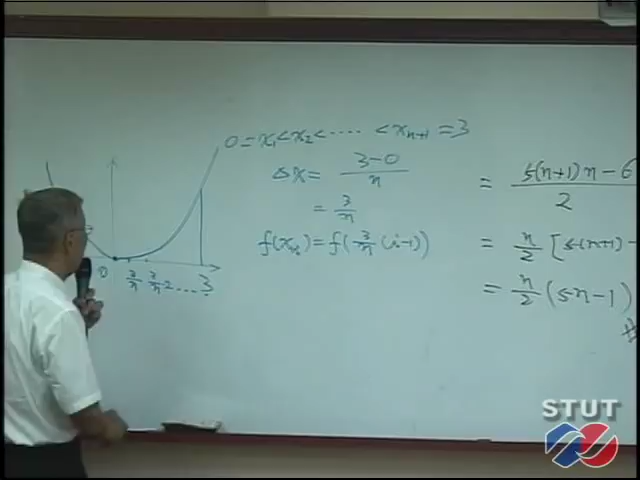 0 = x₁ < x₂ < ···· < xₙ₊₁ = 3
Δx = (3-0)/n
= 3/n
f(xᵢ) = f(3/n (i-1))
0 3/n 3/n·2 .... 3
= (5(n+1)n - 6)/2
= n/2 [5(n+1) -
= n/2 (5n-1)
STUT